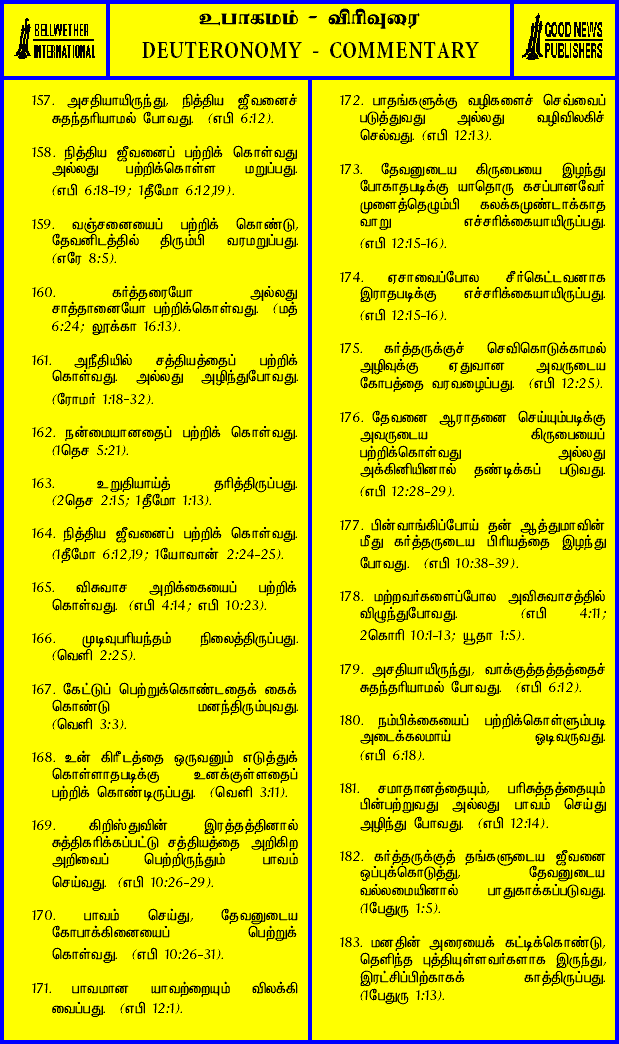 BELLWETHER
INTERNATIONAL
உபாகமம் - விரிவுரை
DEUTERONOMY - COMMENTARY
GOOD NEWS
PUBLISHERS
157. அசதியாயிருந்து, நித்திய ஜீவனைச்
சுதந்தரியாமல் போவது. (எபி 6:12).
158. நித்திய ஜீவனைப் பற்றிக் கொள்வது
அல்லது பற்றிக்கொள்ள மறுப்பது.
(எபி 6:18-19; 1தீமோ 6:12,19).
159. வஞ்சனையைப் பற்றிக் கொண்டு,
தேவனிடத்தில் திரும்பி வரமறுப்பது.
(எரே 8:5).
160. கர்த்தரையோ அல்லது
சாத்தானையோ பற்றிக்கொள்வது. (மத்
6:24; லூக்கா 16:13).
161. அநீதியில் சத்தியத்தைப் பற்றிக்
கொள்வது. அல்லது அழிந்துபோவது.
(ரோமர் 1:18-32).
162. நன்மையானதைப் பற்றிக் கொள்வது.
(1தெச 5:21).
163. உறுதியாய்த் தரித்திருப்பது.
(2தெச 2:15; 1தீமோ 1:13).
164. நித்திய ஜீவனைப் பற்றிக் கொள்வது.
(1தீமோ 6:12,19; 1யோவான் 2:24-25).
165. விசுவாச அறிக்கையைப் பற்றிக்
கொள்வது. (எபி 4:14; எபி 10:23).
166. முடிவுபரியந்தம் நிலைத்திருப்பது.
(வெளி 2:25).
167. கேட்டுப் பெற்றுக்கொண்டதைக் கைக்
கொண்டு மனந்திரும்புவது.
(வெளி 3:3).
168. உன் கிரீடத்தை ஒருவனும் எடுத்துக்
கொள்ளாதபடிக்கு உனக்குள்ளதைப்
பற்றிக் கொண்டிருப்பது. (வெளி 3:11).
169. கிறிஸ்துவின் இரத்தத்தினால்
சுத்திகரிக்கப்பட்டு சத்தியத்தை அறிகிற
அறிவைப் பெற்றிருந்தும் பாவம்
செய்வது. (எபி 10:26-29).
170. பாவம் செய்து, தேவனுடைய
கோபாக்கினையைப் பெற்றுக்
கொள்வது. (எபி 10:26-31).
171. பாவமான யாவற்றையும் விலக்கி
வைப்பது. (எபி 12:1).
172. பாதங்களுக்கு வழிகளைச் செவ்வைப்
படுத்துவது அல்லது வழிவிலகிச்
செல்வது. (எபி 12:13).
173. தேவனுடைய கிருபையை இழந்து
போகாதபடிக்கு யாதொரு கசப்பானவேர்
முளைத்தெழும்பி கலக்கமுண்டாக்காத
வாறு எச்சரிக்கையாயிருப்பது.
(எபி 12:15-16).
174. ஏசாவைப்போல சீர்கெட்டவனாக
இராதபடிக்கு எச்சரிக்கையாயிருப்பது.
(எபி 12:15-16).
175. கர்த்தருக்குச் செவிகொடுக்காமல்
அழிவுக்கு ஏதுவான அவருடைய
கோபத்தை வரவழைப்பது. (எபி 12:25).
176. தேவனை ஆராதனை செய்யும்படிக்கு
அவருடைய கிருபையைப்
பற்றிக்கொள்வது அல்லது
அக்கினியினால் தண்டிக்கப் படுவது.
(எபி 12:28-29).
177. பின்வாங்கிப்போய் தன் ஆத்துமாவின்
மீது கர்த்தருடைய பிரியத்தை இழந்து
போவது. (எபி 10:38-39).
178. மற்றவர்களைப்போல அவிசுவாசத்தில்
விழுந்துபோவது. (எபி 4:11;
2கொரி 10:1-13; யூதா 1:5).
179. அசதியாயிருந்து, வாக்குத்தத்தத்தைச்
சுதந்தரியாமல் போவது. (எபி 6:12).
180. நம்பிக்கையைப் பற்றிக்கொள்ளும்படி
அடைக்கலமாய் ஓடிவருவது.
(எபி 6:18).
181. சமாதானத்தையும், பரிசுத்தத்தையும்
பின்பற்றுவது அல்லது பாவம் செய்து
அழிந்து போவது. (எபி 12:14).
182. கர்த்தருக்குத் தங்களுடைய ஜீவனை
ஒப்புக்கொடுத்து, தேவனுடைய
வல்லமையினால் பாதுகாக்கப்படுவது.
(1பேதுரு 1:5).
183. மனதின் அரையைக் கட்டிக்கொண்டு,
தெளிந்த புத்தியுள்ளவர்களாக இருந்து,
இரட்சிப்பிற்காகக் காத்திருப்பது.
(1பேதுரு 1:13).